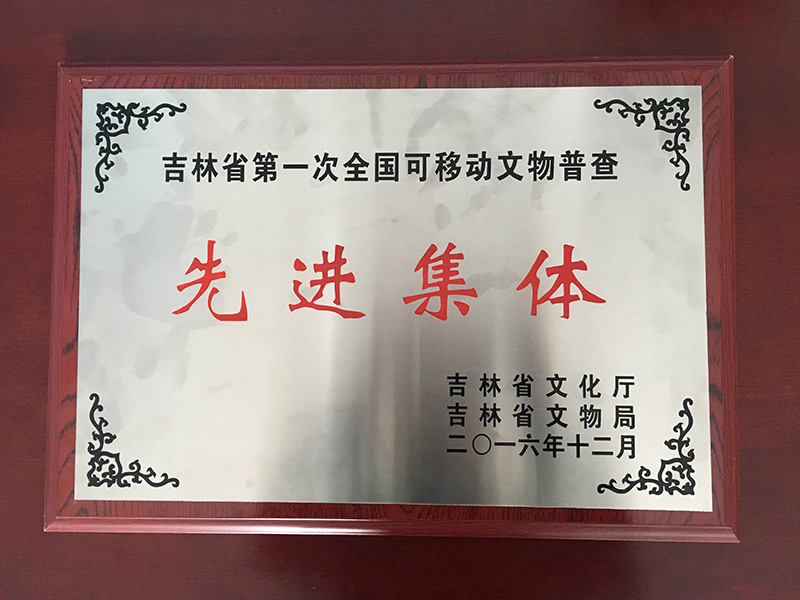 吉林省第一次全国可移动文物普查
先进集体
吉林省文化厅
吉林省文物局
二〇一六年十二月